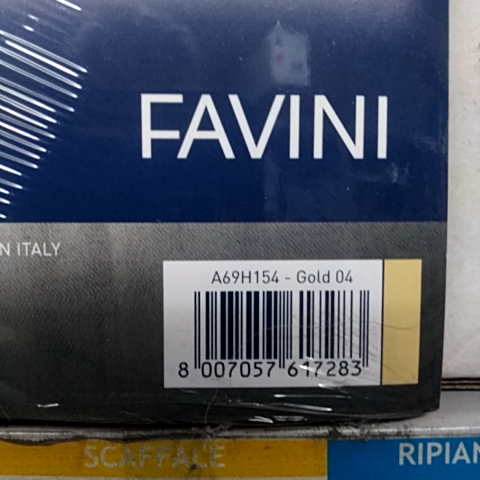 FAVINI
N ITALY
A69H154 - Gold 04
8 007057 617283
SCAFFALE
RIPIAN